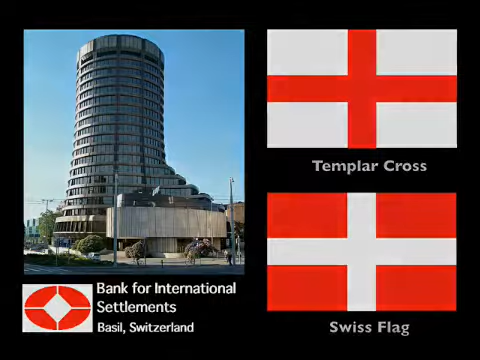 Templar Cross
Bank for International
Settlements
Basil, Switzerland
Swiss Flag